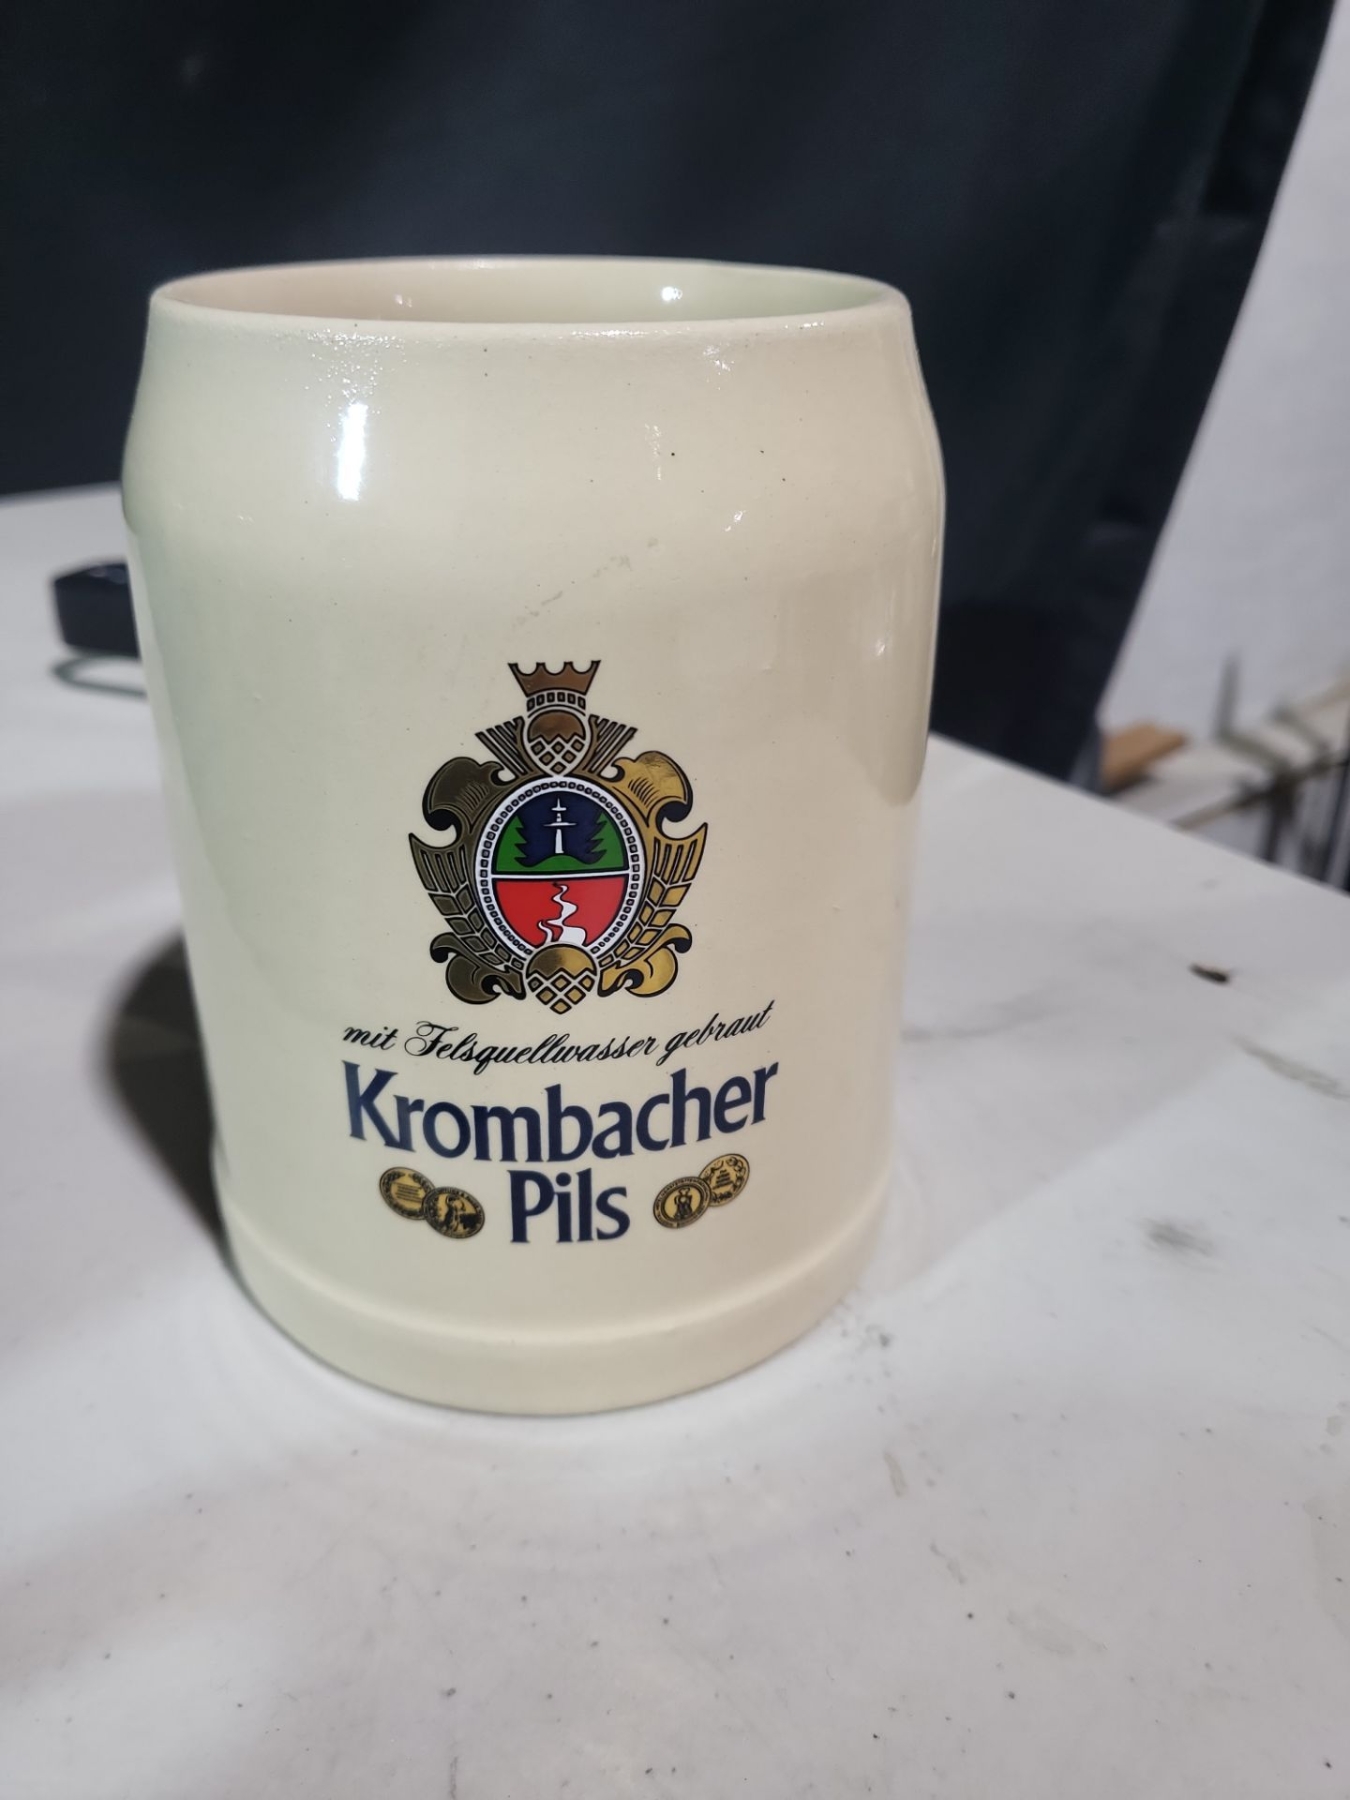 mit Felsquellwasser gebraut
Krombacher
Pils